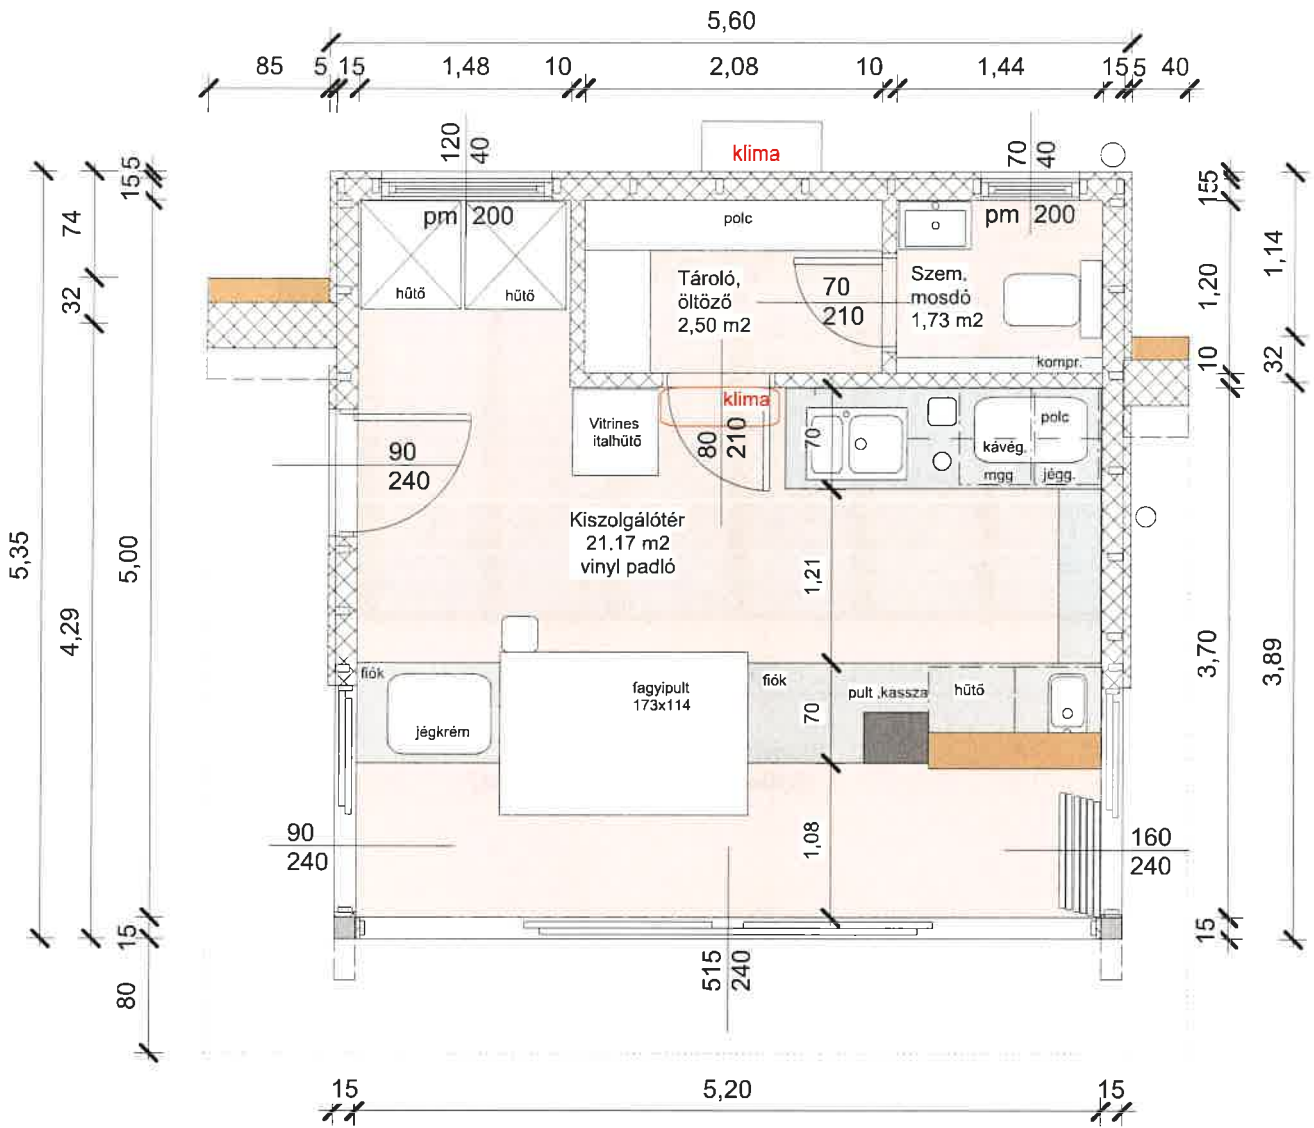 5,60
85 5 15 1,48 10 2,08 10 1,44 15 5 40
120
40
klima
70
40
pm 200
polc
pm 200
hűtő
hűtő
Tároló,
öltöző
2,50 m2
70
210
Szem.
mosdó
1,73 m2
kompr.
klima
Vitrines
italhűtő
80
210
70
kávég.
polc
mgg
jégg.
90
240
Kiszolgálótér
21.17 m2
vinyl padló
1,21
fiók
jégkrém
fagyipult
173x114
fiók
pult ,kassza
hűtő
70
1,08
90
240
160
240
515
240
15 5
74
32
5,35
4,29
5,00
15
80
15 5
1,20
1,14
10
32
3,70
3,89
15
15 5,20 15